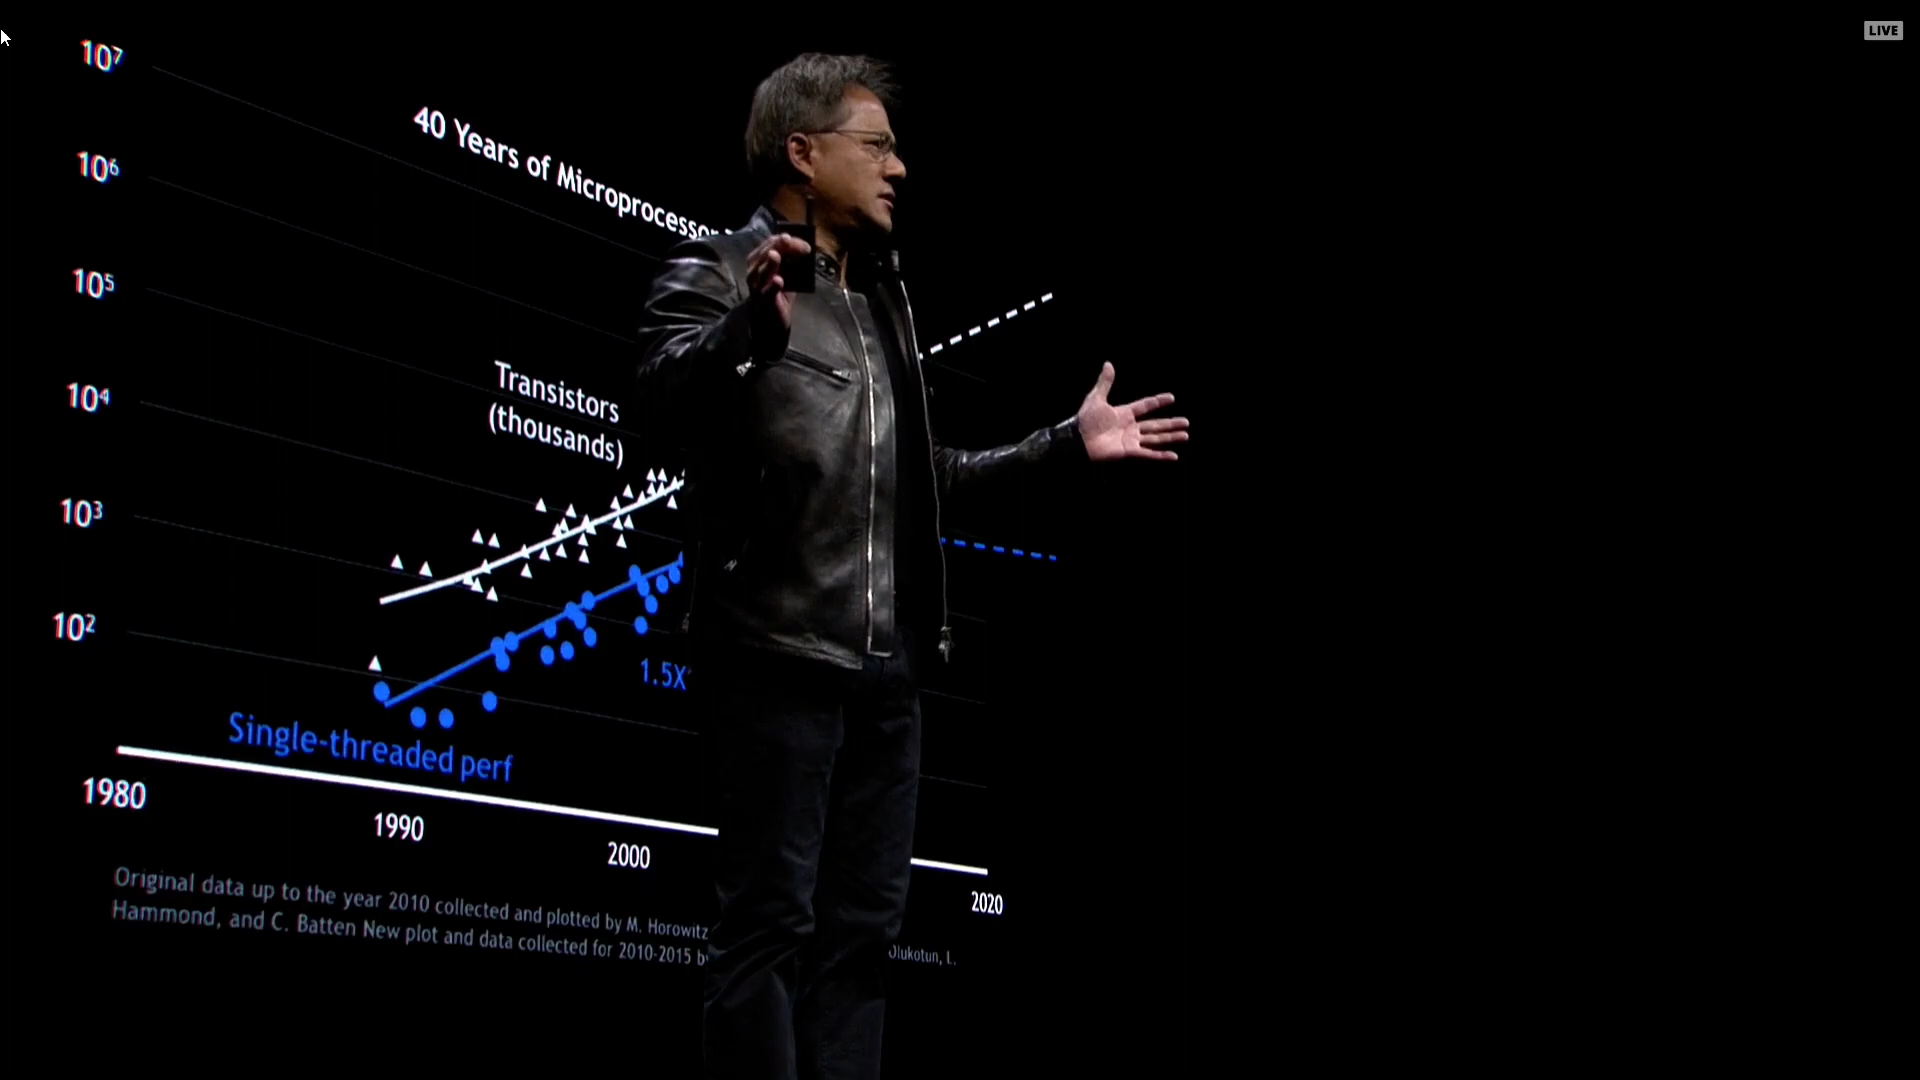 LIVE
40 Years of Microprocessor
10⁷
10⁶
10⁵
10⁴
10³
10²
Transistors
(thousands)
1.5X
Single-threaded perf
1980
1990
2000
2020
Original data up to the year 2010 collected and plotted by M. Horowitz Olukotun, L.
Hammond, and C. Batten New plot and data collected for 2010-2015